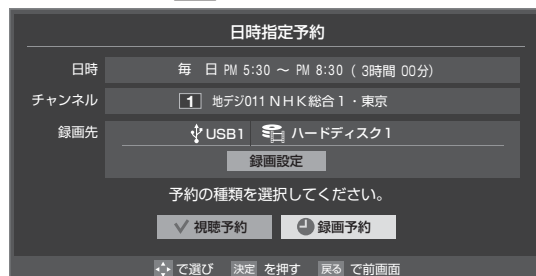 日時指定予約
日時 毎 日 PM 5:30 ～ PM 8:30 ( 3時間 00分)
チャンネル 1 地デジ011 NHK総合1・東京
録画先 USB1 ハードディスク1
録画設定
予約の種類を選択してください。
視聴予約 録画予約
で選び 決定 を押す 戻る で前画面